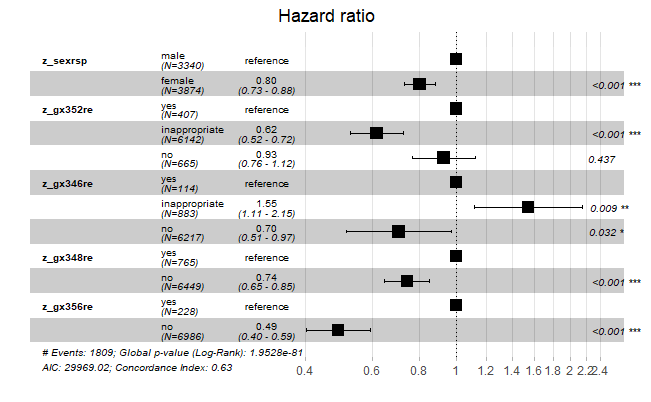 Hazard ratio
z_sexrsp male (N=3340) reference
female (N=3874) 0.80 (0.73 - 0.88) <0.001 ***
z_gx352re yes (N=407) reference
inappropriate (N=6142) 0.62 (0.52 - 0.72) <0.001 ***
no (N=665) 0.93 (0.76 - 1.12) 0.437
z_gx346re yes (N=114) reference
inappropriate (N=883) 1.55 (1.11 - 2.15) 0.009 **
no (N=6217) 0.70 (0.51 - 0.97) 0.032 *
z_gx348re yes (N=765) reference
no (N=6449) 0.74 (0.65 - 0.85) <0.001 ***
z_gx356re yes (N=228) reference
no (N=6986) 0.49 (0.40 - 0.59) <0.001 ***
# Events: 1809; Global p-value (Log-Rank): 1.9528e-81
AIC: 29969.02; Concordance Index: 0.63
0.4 0.6 0.8 1 1.2 1.4 1.6 1.8 2 2.2 2.4